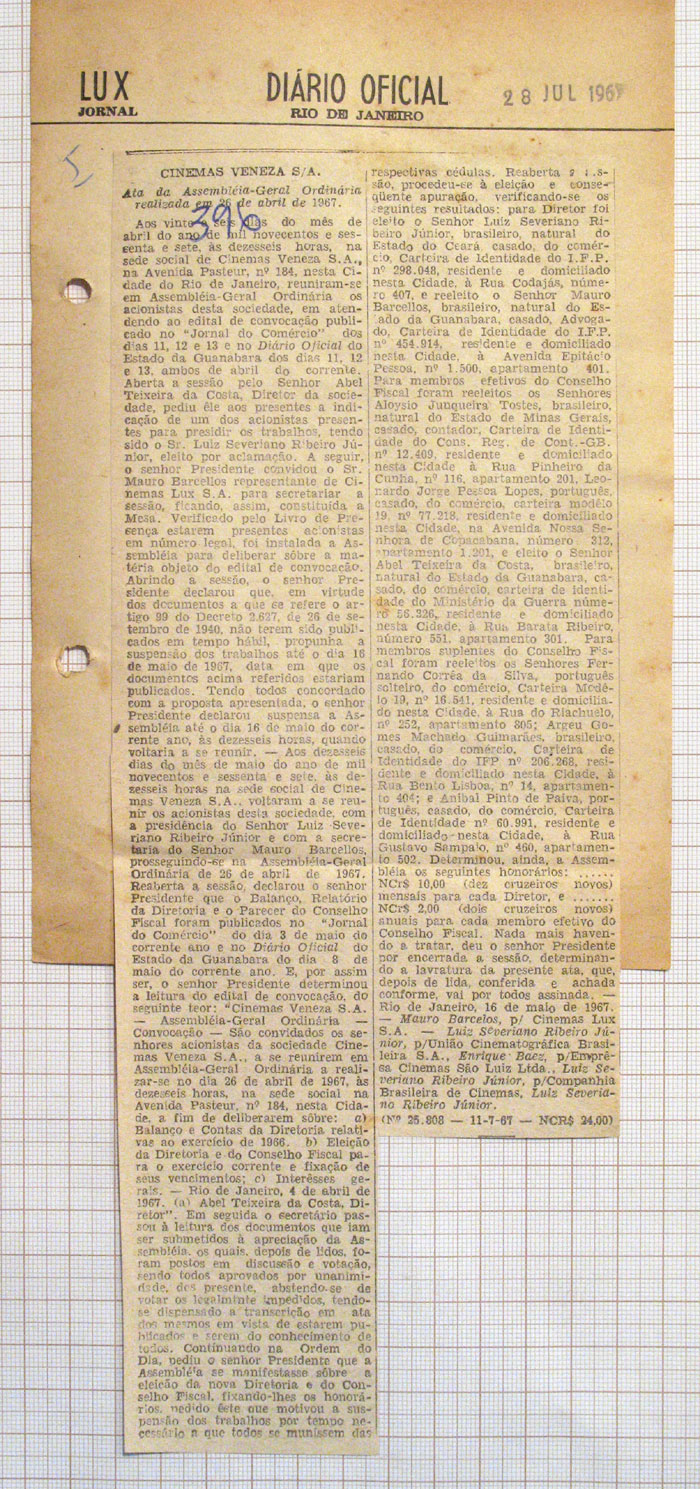 LUX
JORNAL
DIÁRIO OFICIAL
RIO DE JANEIRO
28 JUL 1967
CINEMAS VENEZA S/A.
Ata da Assembléia-Geral Ordinária
realizada em 26 de abril de 1967.
396
Aos vinte e seis dias do mês de
abril do ano de mil novecentos e ses-
senta e sete, às dezesseis horas, na
sede social de Cinemas Veneza S.A.,
na Avenida Pasteur, nº 184, nesta Ci-
dade do Rio de Janeiro, reuniram-se
em Assembléia-Geral Ordinária os
acionistas desta sociedade, em aten-
dendo ao edital de convocação publi-
cado no "Jornal do Comércio" dos
dias 11, 12 e 13 e no Diário Oficial do
Estado da Guanabara dos dias 11, 12
e 13, ambos de abril do corrente.
Aberta a sessão pelo Senhor Abel
Teixeira da Costa, Diretor da socie-
dade, pediu êle aos presentes a indi-
cação de um dos acionistas presen-
tes para presidir os trabalhos, tendo
sido o Sr. Luiz Severiano Ribeiro Jú-
nior, eleito por aclamação. A seguir,
o senhor Presidente convidou o Sr.
Mauro Barcellos representante de Ci-
nemas Lux S.A. para secretariar a
sessão, ficando, assim, constituída a
Mesa. Verificado pelo Livro de Pre-
sença estarem presentes acionistas
em número legal, foi instalada a As-
sembléia para deliberar sôbre a ma-
téria objeto do edital de convocação.
Abrindo a sessão, o senhor Pre-
sidente declarou que, em virtude
dos documentos a que se refere o ar-
tigo 99 do Decreto 2.627, de 26 de se-
tembro de 1940, não terem sido publi-
cados em tempo hábil, propunha a
suspensão dos trabalhos até o dia 16
de maio de 1967, data em que os
documentos acima referidos estariam
publicados. Tendo todos concordado
com a proposta apresentada, o senhor
Presidente declarou suspensa a As-
sembléia até o dia 16 maio do cor-
rente ano, às dezesseis horas, quando
voltaria a se reunir. — Aos dezesseis
dias do mês de maio do ano de mil
novecentos e sessenta e sete, às de-
zesseis horas na sede social de Cine-
mas Veneza S.A., voltaram a se reu-
nir os acionistas desta sociedade, com
a presidência do Senhor Luiz Seve-
riano Ribeiro Júnior e com a secre-
taria do Senhor Mauro Barcellos,
prosseguindo-se na Assembléia-Geral
Ordinária de 26 de abril de 1967.
Reaberta a sessão, declarou o senhor
Presidente que o Balanço, Relatório
da Diretoria e o Parecer do Conselho
Fiscal foram publicados no "Jornal
do Comércio" do dia 3 de maio do
corrente ano e no Diário Oficial do
Estado da Guanabara do dia 8 de
maio do corrente ano. E, por assim
ser, o senhor Presidente determinou
a leitura do edital de convocação, do
seguinte teor: "Cinemas Veneza S.A.
— Assembléia-Geral Ordinária —
Convocação — São convidados os se-
nhores acionistas da sociedade Cine-
mas Veneza S.A., a se reunirem em
Assembléia-Geral Ordinária a reali-
zar-se no dia 26 de abril de 1967, às
dezesseis horas, na sede social na
Avenida Pasteur, nº 184, nesta Cida-
de, a fim de deliberarem sôbre: a)
Balanço e Contas da Diretoria relati-
vas ao exercício de 1966. b) Eleição
da Diretoria e do Conselho Fiscal pa-
ra o exercício corrente e fixação de
seus vencimentos; c) Interêsses ge-
rais. — Rio de Janeiro, 4 de abril de
1967. (a) Abel Teixeira da Costa, Di-
retor". Em seguida o secretário pas-
sou à leitura dos documentos que iam
ser submetidos à apreciação da As-
sembléia, os quais, depois de lidos, fo-
ram postos em discussão e votação,
sendo todos aprovados por unanimi-
dade, dos presente, abstendo-se de
votar os legalminte impedidos, tendo-
se dispensado a transcrição em ata
dos mesmos em vista de estarem pu-
blicados e serem do conhecimento de
todos. Continuando na Ordem do
Dia, pediu o senhor Presidente que a
Assembléia se manifestasse sôbre a
eleição da nova Diretoria e do Con-
selho Fiscal, fixando-lhes os honorá-
rios, pedido êste que motivou a sus-
pensão dos trabalhos por tempo ne-
cessário a que todos se munissem das
respectivas cédulas. Reaberta a ses-
são, procedeu-se à eleição e conse-
qüente apuração, verificando-se os
seguintes resultados: para Diretor foi
eleito o Senhor Luiz Severiano Ri-
beiro Júnior, brasileiro, natural do
Estado do Ceará casado, do comér-
cio, Carteira de Identidade do I.F.P.
nº 298.048, residente e domiciliado
nesta Cidade, à Rua Codajás, núme-
ro 407, e reeleito o Senhor Mauro
Barcellos, brasileiro, natural do Es-
tado da Guanabara, casado, Advoga-
do, Carteira de Identidade do I.F.P.
nº 454.914, residente e domiciliado
nesta Cidade, à Avenida Epitácio
Pessoa, nº 1.500, apartamento 401.
Para membros efetivos do Conselho
Fiscal foram reeleitos os Senhores
Aloysio Junqueira Tostes, brasileiro,
natural do Estado de Minas Gerais,
casado, contador, Carteira de Identi-
dade do Cons. Reg. de Cont.-GB.
nº 12.409, residente e domiciliado
nesta Cidade à Rua Pinheiro da
Cunha, nº 116, apartamento 201, Leo-
nardo Jorge Pessoa Lopes, português,
casado, do comércio, carteira modêlo
19, nº 77.218, residente e domiciliado
nesta Cidade, na Avenida Nossa Se-
nhora de Copacabana, número 312,
apartamento 1.201, e eleito o Senhor
Abel Teixeira da Costa, brasileiro,
natural do Estado da Guanabara, ca-
sado, do comércio, carteira de identi-
dade do Ministério da Guerra núme-
ro 56.326, residente e domiciliado
nesta Cidade, à Rua Barata Ribeiro,
número 551, apartamento 301. Para
membros suplentes do Conselho Fis-
cal foram reeleitos os Senhores Fer-
nando Corrêa da Silva, português
solteiro, do comércio, Carteira Modê-
lo 19, nº 16.541, residente e domicilia-
do nesta Cidade, à Rua do Riachuelo,
nº 252, apartamento 805; Argeu Go-
mes Machado Guimarães, brasileiro,
casado, do comércio, Carteira de
Identidade do IFP nº 206.268, resi-
dente e domiciliado nesta Cidade, à
Rua Bento Lisboa, nº 14, apartamen-
to 404; e Anibal Pinto de Paiva, por-
tuguês, casado, do comércio, Carteira
de Identidade nº 60.991, residente e
domiciliado nesta Cidade, à Rua
Gustavo Sampaio, nº 460, apartamen-
to 502. Determinou, ainda, a Assem-
bléia os seguintes honorários: ......
NCr$ 10,00 (dez cruzeiros novos)
mensais para cada Diretor, e .......
NCr$ 2,00 (dois cruzeiros novos)
anuais para cada membro efetivo do
Conselho Fiscal. Nada mais haven-
do a tratar, deu o senhor Presidente
por encerrada a sessão, determinan-
do a lavratura da presente ata, que,
depois de lida, conferida e achada
conforme, vai por todos assinada. —
Rio de Janeiro, 16 de maio de 1967.
— Mauro Barcelos, p/ Cinemas Lux
S.A. — Luiz Severiano Ribeiro Jú-
nior, p/União Cinematográfica Brasi-
leira S.A., Enrique Baez, p/Emprê-
sa Cinemas São Luiz Ltda., Luiz Se-
veriano Ribeiro Júnior, p/Companhia
Brasileira de Cinemas, Luiz Severia-
no Ribeiro Júnior.
(Nº 25.808 — 11-7-67 — NCR$ 24,00)